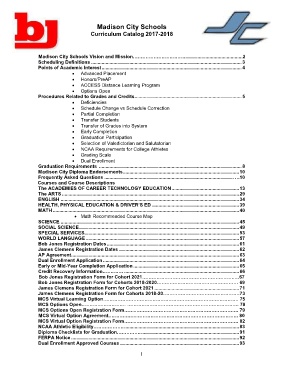 bj
JC
Madison City Schools
Curriculum Catalog 2017-2018
Madison City Schools Vision and Mission 2
Scheduling Definitions 3
Points of Academic Interest 4
• Advanced Placement
• Honors/PreAP
• ACCESS Distance Learning Program
• Options Open
Procedures Related to Grades and Credits 5
• Deficiencies
• Schedule Change vs Schedule Correction
• Partial Completion
• Transfer Students
• Transfer of Grades into System
• Early Completion
• Graduation Participation
• Selection of Valedictorian and Salutatorian
• NCAA Requirements for College Athletes
• Grading Scale
• Dual Enrollment
Graduation Requirements 8
Madison City Diploma Endorsements 10
Frequently Asked Questions 10
Courses and Course Descriptions
The ACADEMIES OF CAREER TECHNOLOGY EDUCATION 13
The ARTS 29
ENGLISH 34
HEALTH, PHYSICAL EDUCATION & DRIVER'S ED 39
MATH 40
• Math Recommended Course Map
SCIENCE 45
SOCIAL SCIENCE 49
SPECIAL SERVICES 53
WORLD LANGUAGE 57
Bob Jones Registration Dates 61
James Clemens Registration Dates 62
AP Agreement 63
Dual Enrollment Application 64
Early or Mid-Year Completion Application 65
Credit Recovery Information 66
Bob Jones Registration Form for Cohort 2021 67
Bob Jones Registration Form for Cohorts 2018-2020 69
James Clemens Registration Form for Cohort 2021 71
James Clemens Registration Form for Cohorts 2018-20 73
MCS Virtual Learning Option 75
MCS Options Open 78
MCS Options Open Registration Form 79
MCS Virtual Option Agreement 80
MCS Virtual Option Registration Form 82
NCAA Athletic Eligibility 83
Diploma Checklists for Graduation 91
FERPA Notice 92
Dual Enrollment Approved Courses 93
1